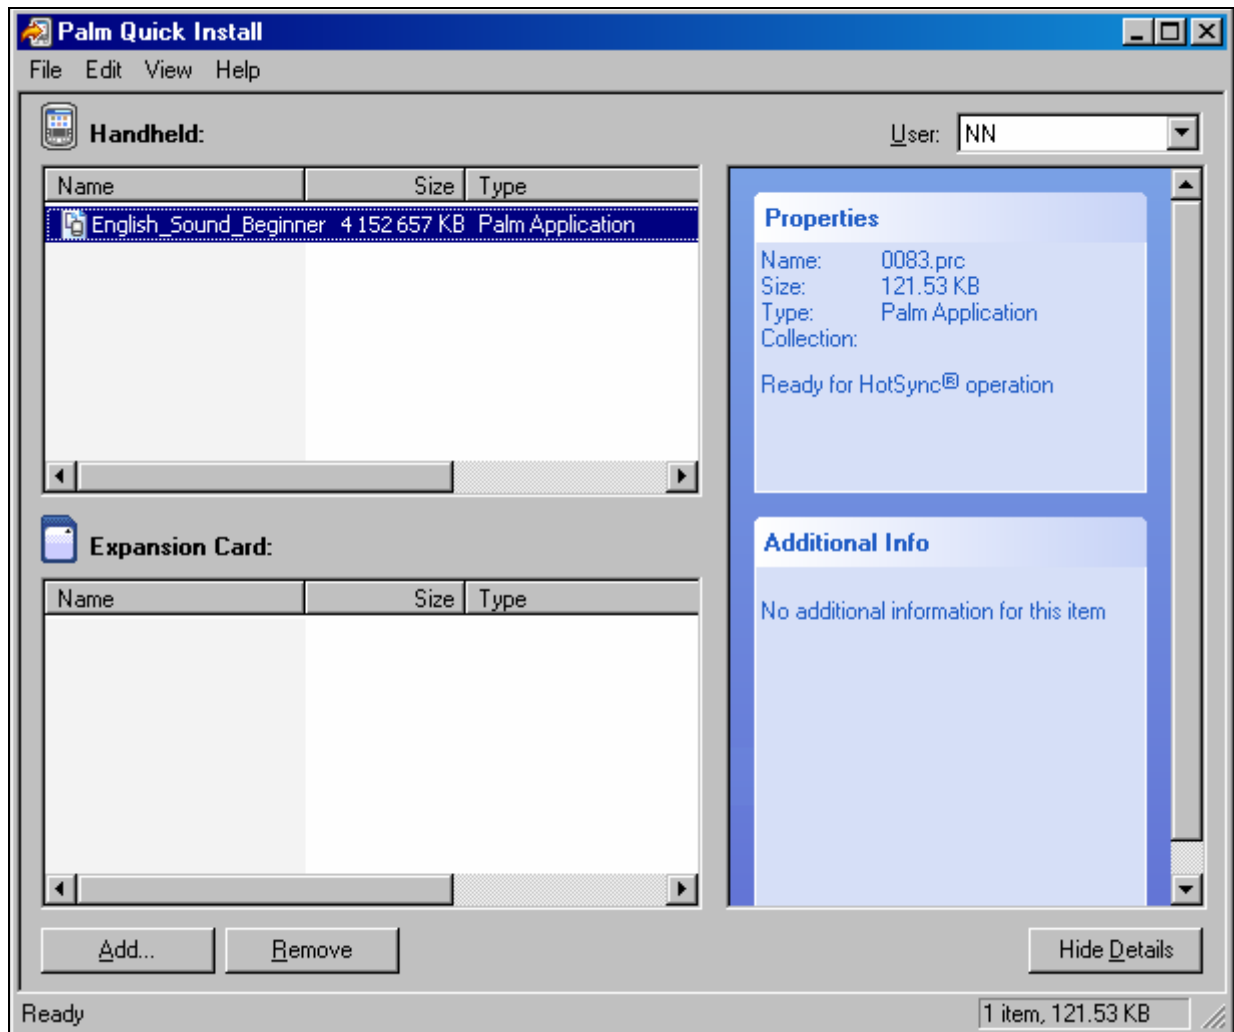 Palm Quick Install
File Edit View Help
Handheld:
User: NN
Name Size Type
English_Sound_Beginner 4 152 657 KB Palm Application
Properties
Name: 0083.prc
Size: 121.53 KB
Type: Palm Application
Collection:
Ready for HotSync® operation
Expansion Card:
Name Size Type
Additional Info
No additional information for this item
Add... Remove
Hide Details
Ready
1 item, 121.53 KB